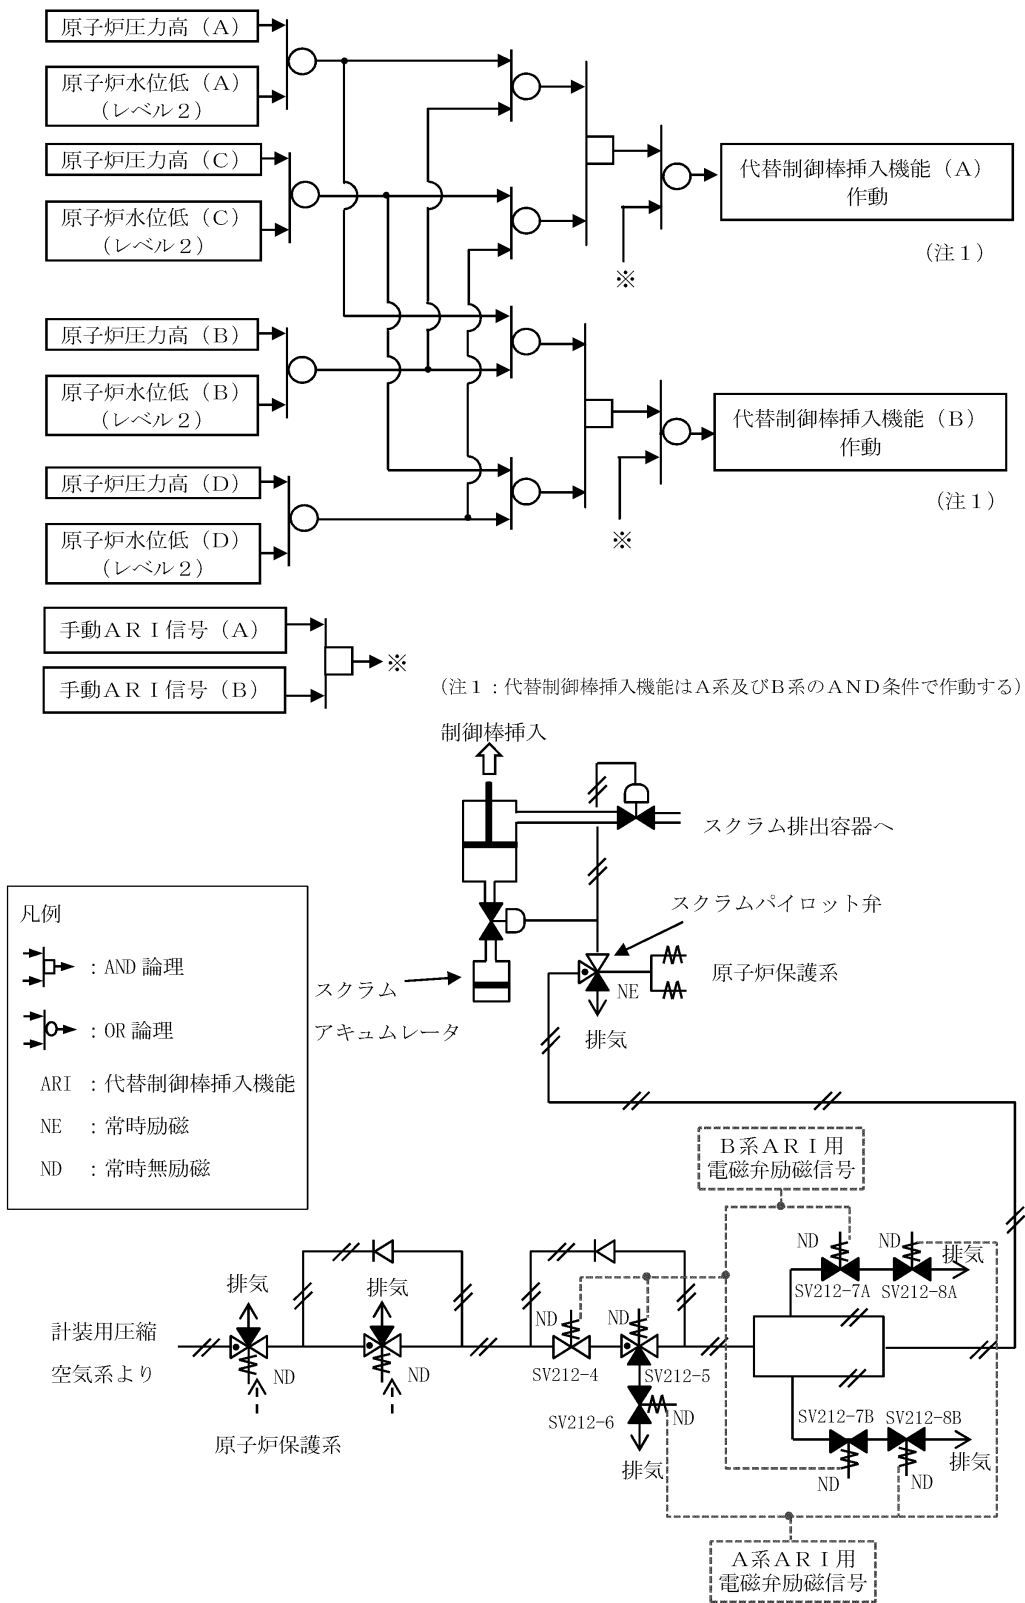 原子炉圧力高（Ａ）
原子炉水位低（Ａ）
（レベル２）
原子炉圧力高（Ｃ）
原子炉水位低（Ｃ）
（レベル２）
原子炉圧力高（Ｂ）
原子炉水位低（Ｂ）
（レベル２）
原子炉圧力高（Ｄ）
原子炉水位低（Ｄ）
（レベル２）
代替制御棒挿入機能（Ａ）
作動
（注１）
※
代替制御棒挿入機能（Ｂ）
作動
（注１）
※
手動ＡＲＩ信号（Ａ）
手動ＡＲＩ信号（Ｂ）
※
（注１：代替制御棒挿入機能はＡ系及びＢ系のＡＮＤ条件で作動する）
制御棒挿入
スクラム排出容器へ
スクラムパイロット弁
原子炉保護系
NE
排気
スクラム
アキュムレータ
凡例
：AND 論理
：OR 論理
ARI ：代替制御棒挿入機能
NE ：常時励磁
ND ：常時無励磁
Ｂ系ＡＲＩ用
電磁弁励磁信号
ND
ND
排気
SV212-7A
SV212-8A
排気
排気
計装用圧縮
空気系より
ND
ND
原子炉保護系
ND
ND
SV212-4
SV212-5
SV212-6
ND
排気
SV212-7B
SV212-8B
排気
ND
ND
Ａ系ＡＲＩ用
電磁弁励磁信号